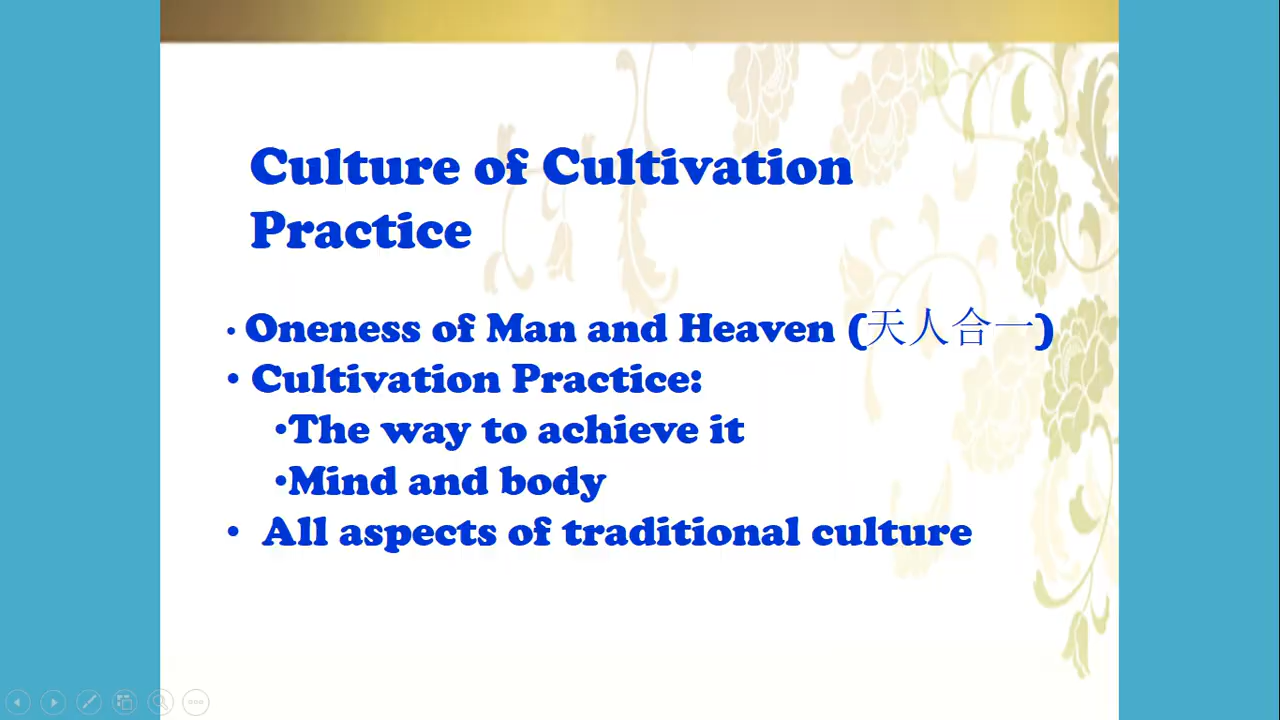 Culture of Cultivation
Practice
• Oneness of Man and Heaven (天人合一)
• Cultivation Practice:
•The way to achieve it
•Mind and body
• All aspects of traditional culture